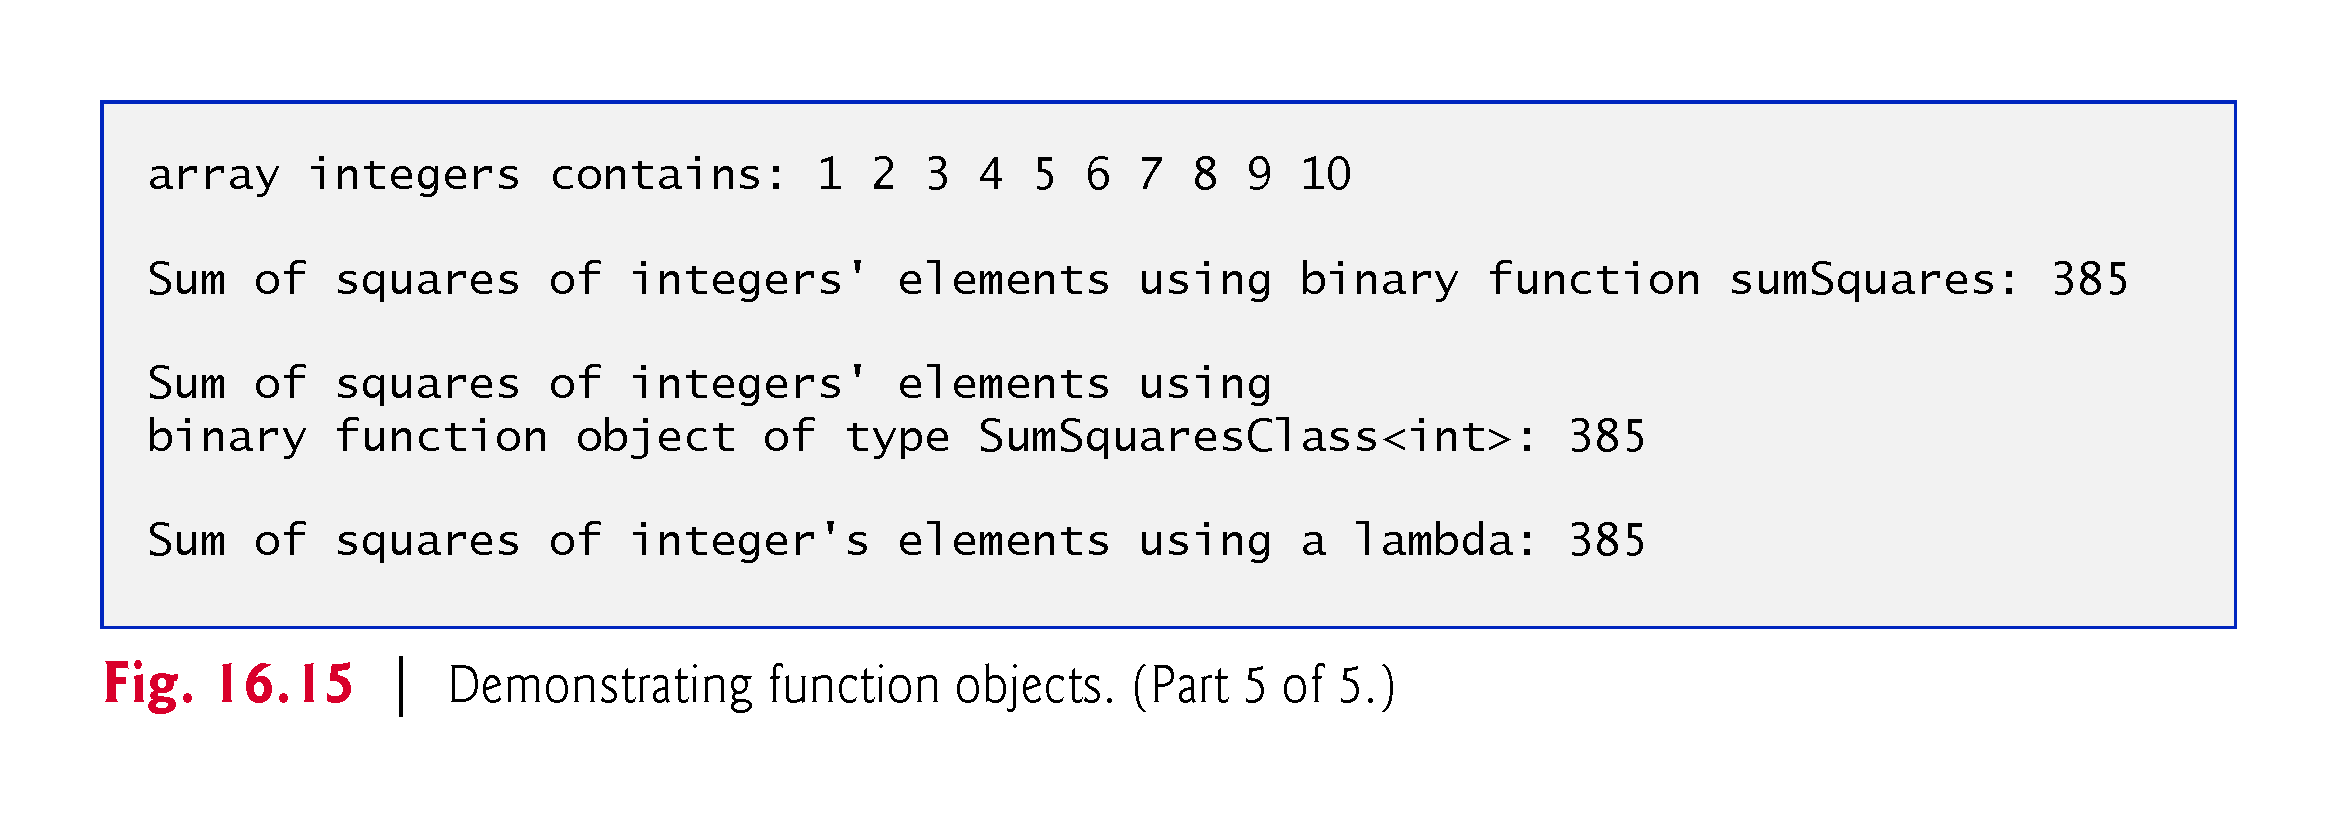 array integers contains: 1 2 3 4 5 6 7 8 9 10
Sum of squares of integers' elements using binary function sumSquares: 385
Sum of squares of integers' elements using
binary function object of type SumSquaresClass<int>: 385
Sum of squares of integer's elements using a lambda: 385
Fig. 16.15 | Demonstrating function objects. (Part 5 of 5.)